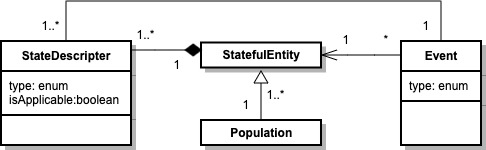 1..*
1
StateDescripter
1..*
1
StatefulEntity
1
*
Event
type: enum
isApplicable:boolean
type: enum
1
1..*
Population